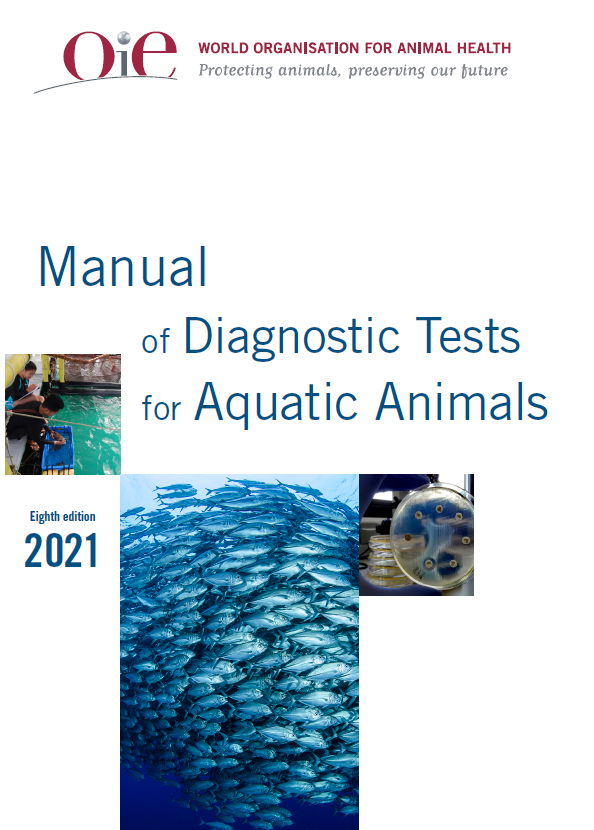 oie
WORLD ORGANISATION FOR ANIMAL HEALTH
Protecting animals, preserving our future
Manual
of Diagnostic Tests
for Aquatic Animals
Eighth edition
2021